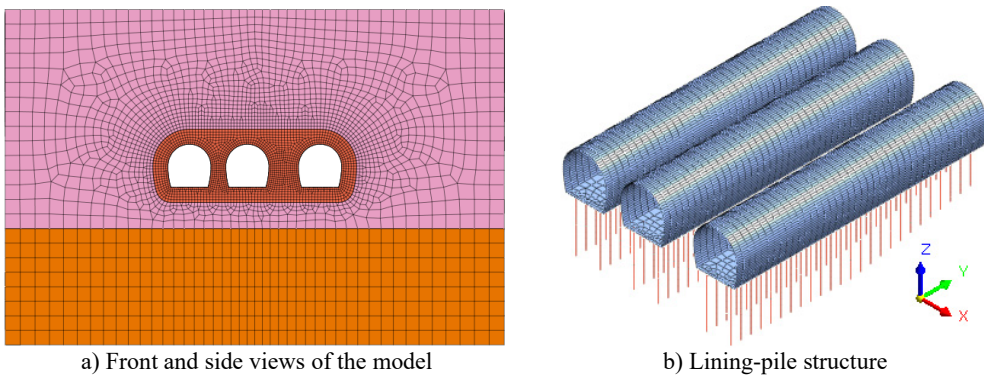 Z
Y
X
a) Front and side views of the model
b) Lining-pile structure